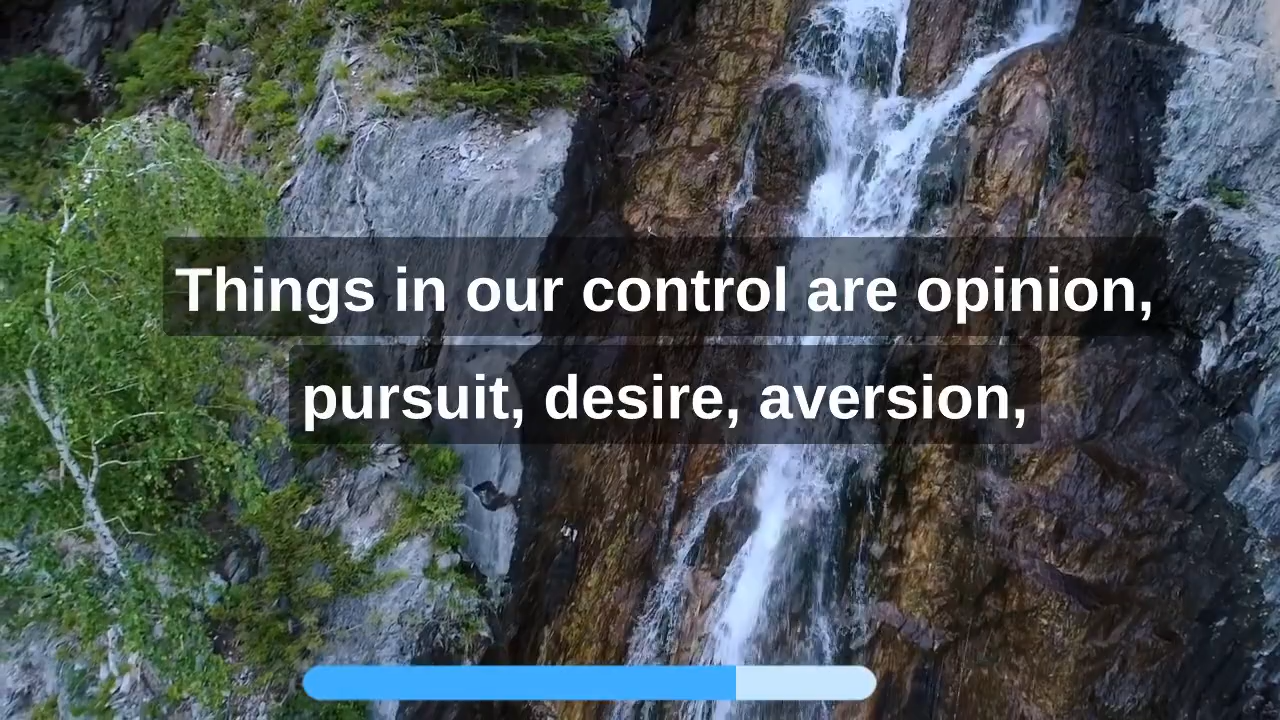 Things in our control are opinion,
pursuit, desire, aversion,